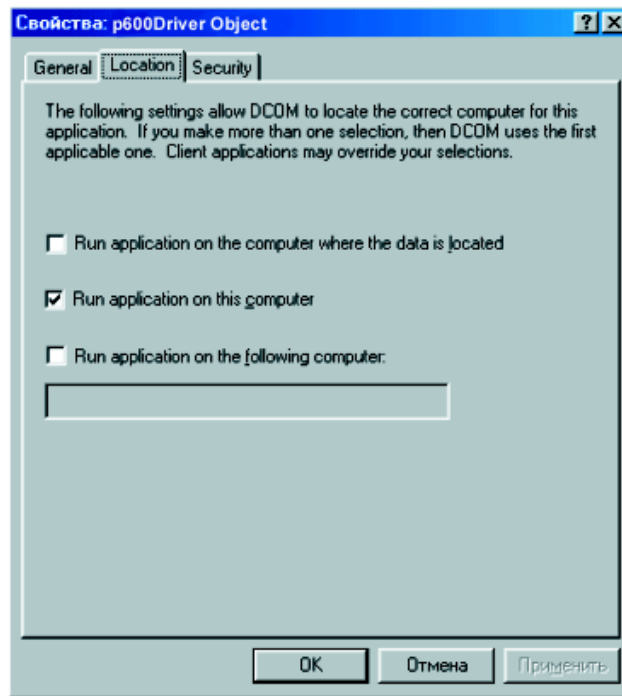 Свойства: p600Driver Object
General Location Security
The following settings allow DCOM to locate the correct computer for this
application. If you make more than one selection, then DCOM uses the first
applicable one. Client applications may override your selections.
Run application on the computer where the data is located
Run application on this computer
Run application on the following computer:
OK Отмена Применить